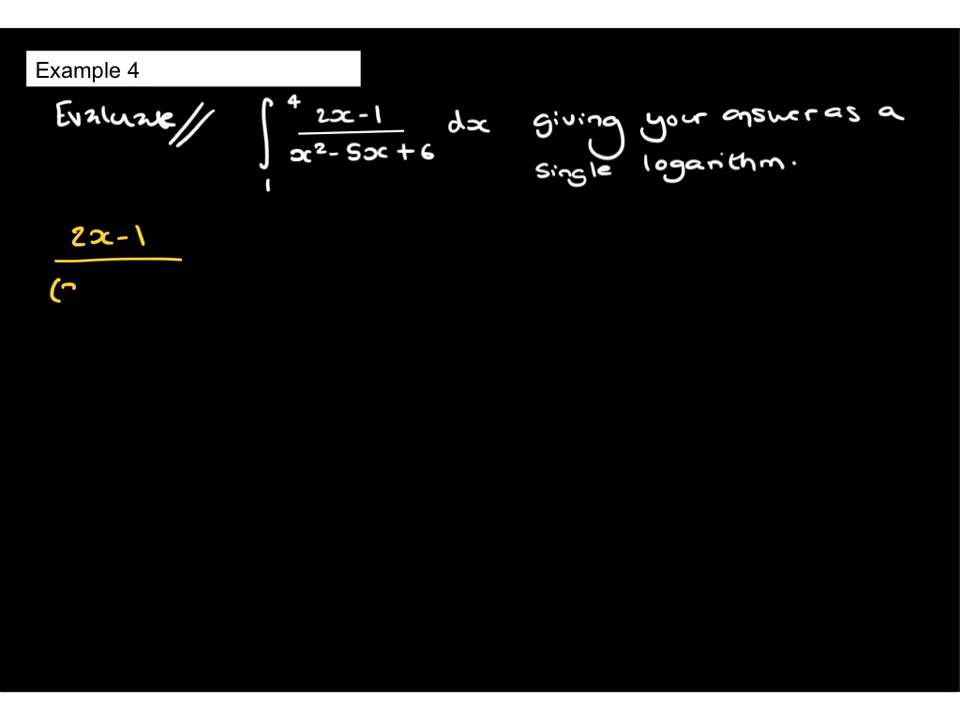 Example 4
Evaluate // ∫₁⁴ (2x-1)/(x²-5x+6) dx giving your answer as a
single logarithm.
2x-1
(